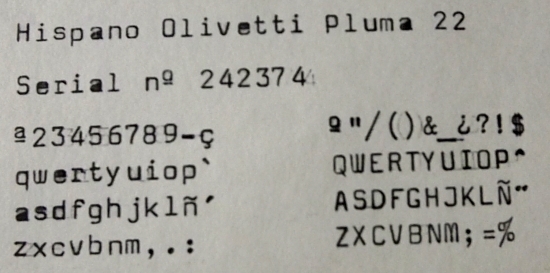 Hispano Olivetti Pluma 22
Serial nº 242374
ª23456789-ç
qwertyuiop`
asdfghjklñ´
zxcvbnm,.:
º"/()&_¿?!$
QWERTYUIOP^
ASDFGHJKLÑ¨
ZXCVBNM;=%